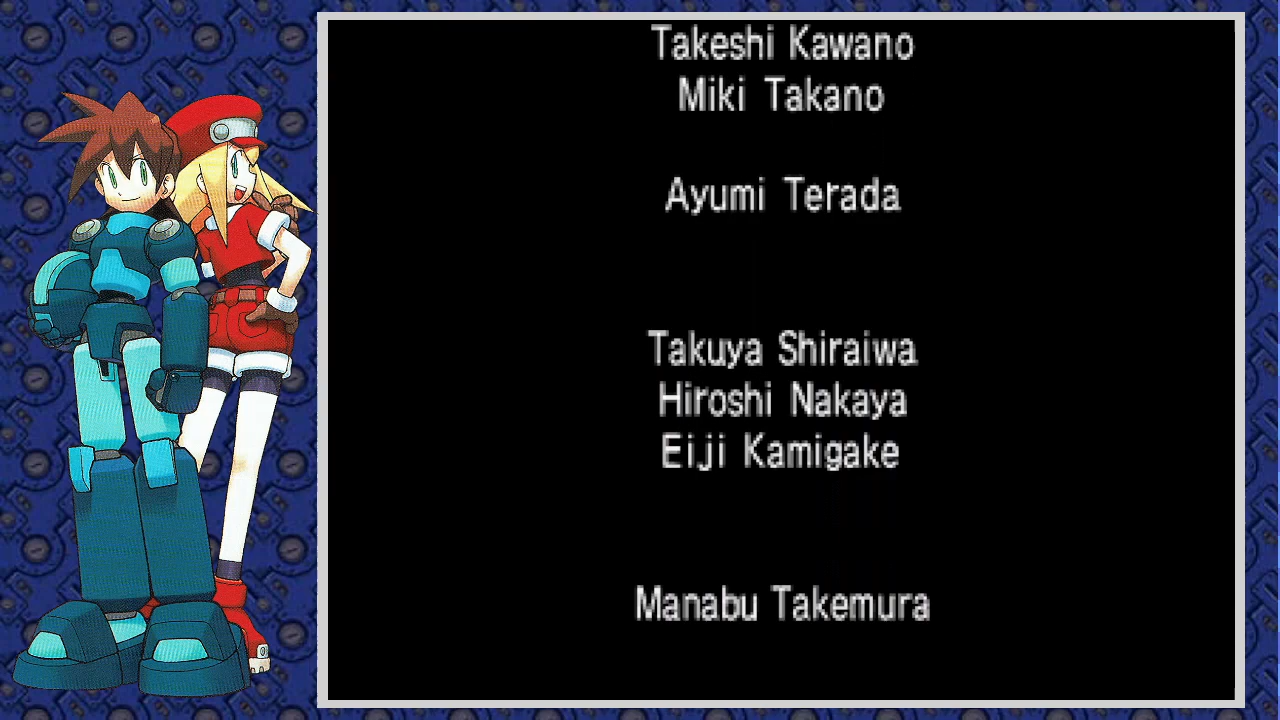 Takeshi Kawano
Miki Takano
Ayumi Terada
Takuya Shiraiwa
Hiroshi Nakaya
Eiji Kamigake
Manabu Takemura